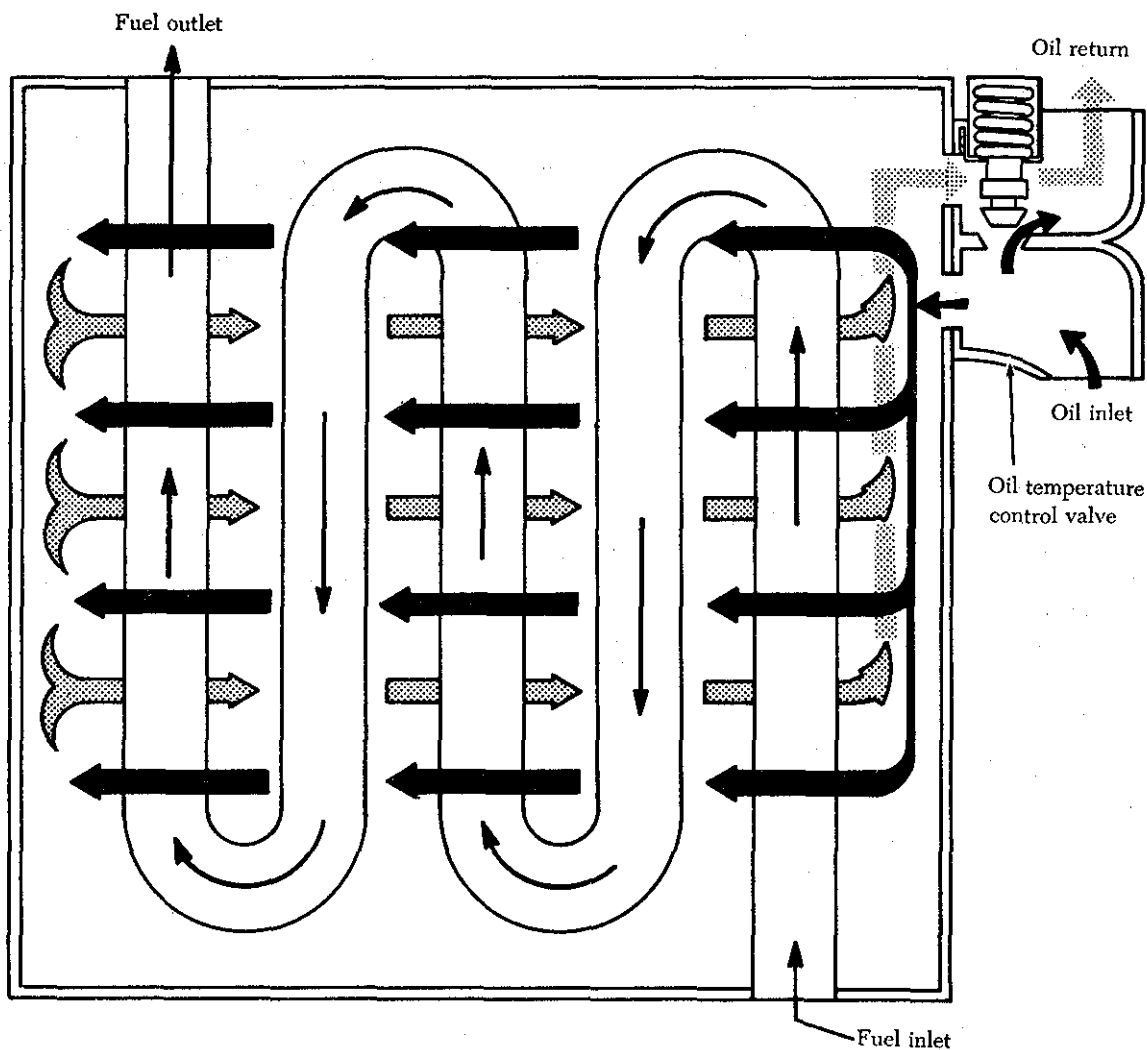 Fuel outlet
Oil return
Oil inlet
Oil temperature
control valve
Fuel inlet